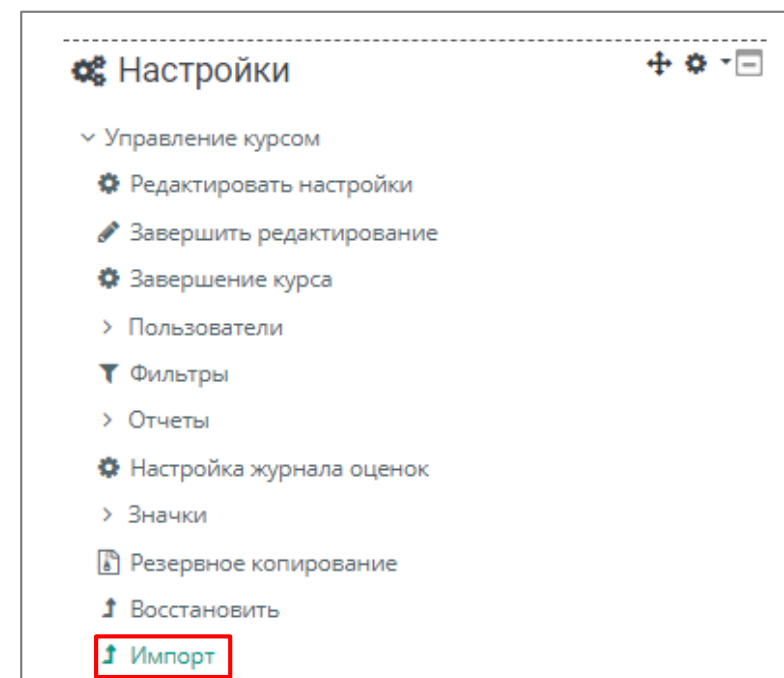 Настройки
Управление курсом
Редактировать настройки
Завершить редактирование
Завершение курса
Пользователи
Фильтры
Отчеты
Настройка журнала оценок
Значки
Резервное копирование
Восстановить
Импорт